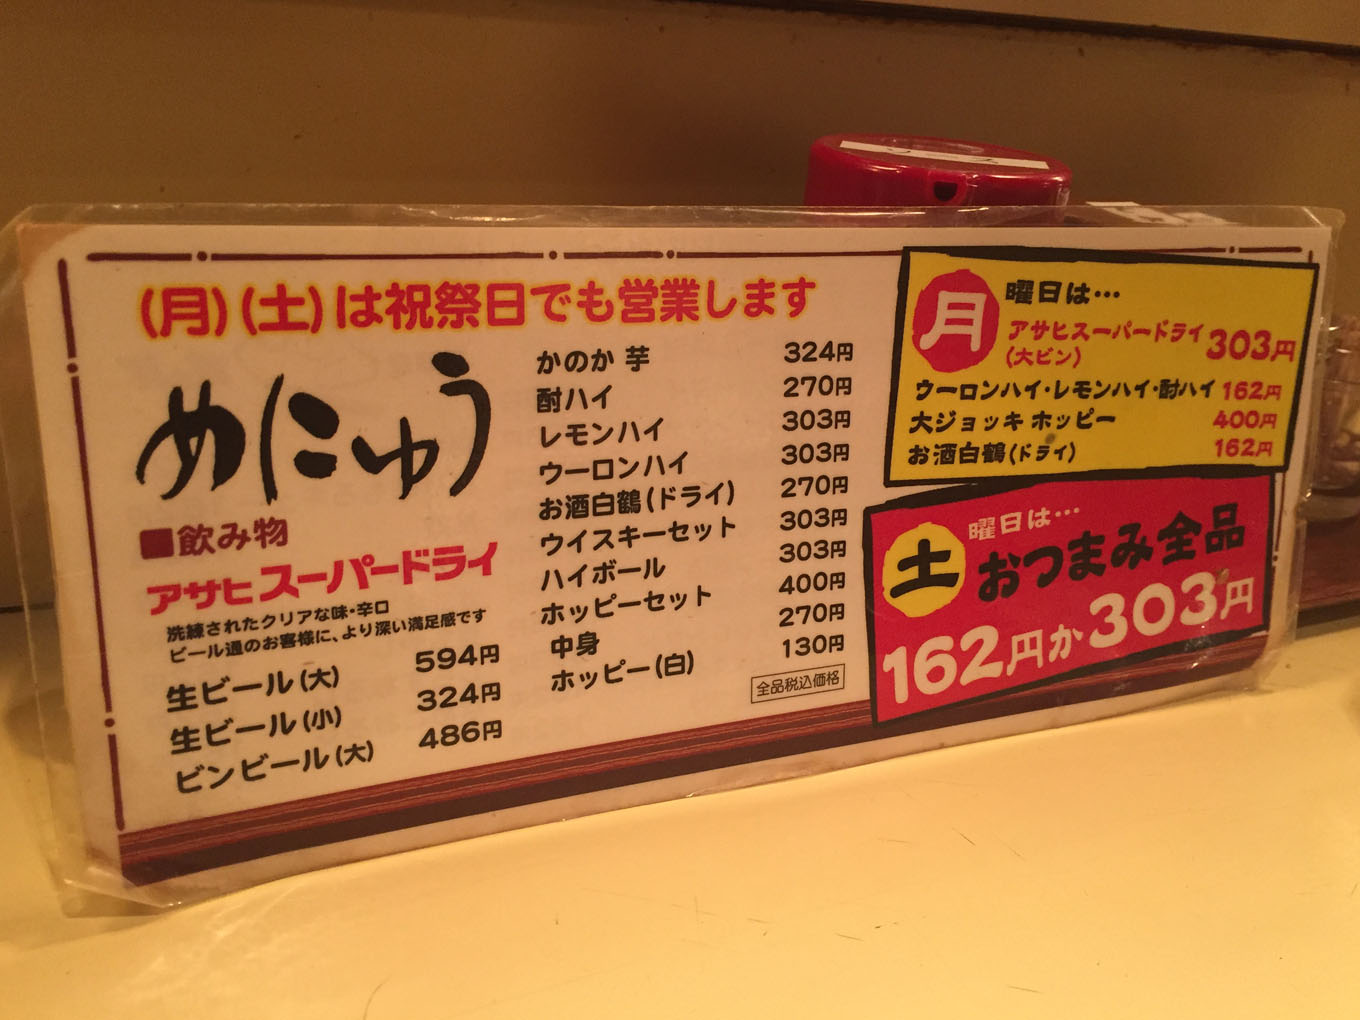 (月)(土)は祝祭日でも営業します
めにゅう
■飲み物
アサヒスーパードライ
洗練されたクリアな味・辛口
ビール通のお客様に、より深い満足感です
生ビール(大) 594円
生ビール(小) 324円
ビンビール(大) 486円
かのか 芋 324円
酎ハイ 270円
レモンハイ 303円
ウーロンハイ 303円
お酒白鶴(ドライ) 270円
ウイスキーセット 303円
ハイボール 303円
ホッピーセット 400円
中身 270円
ホッピー(白) 130円
全品税込価格
月曜日は…
アサヒスーパードライ
(大ビン) 303円
ウーロンハイ・レモンハイ・酎ハイ 162円
大ジョッキ ホッピー 400円
お酒白鶴(ドライ) 162円
土曜日は…
おつまみ全品
162円か303円